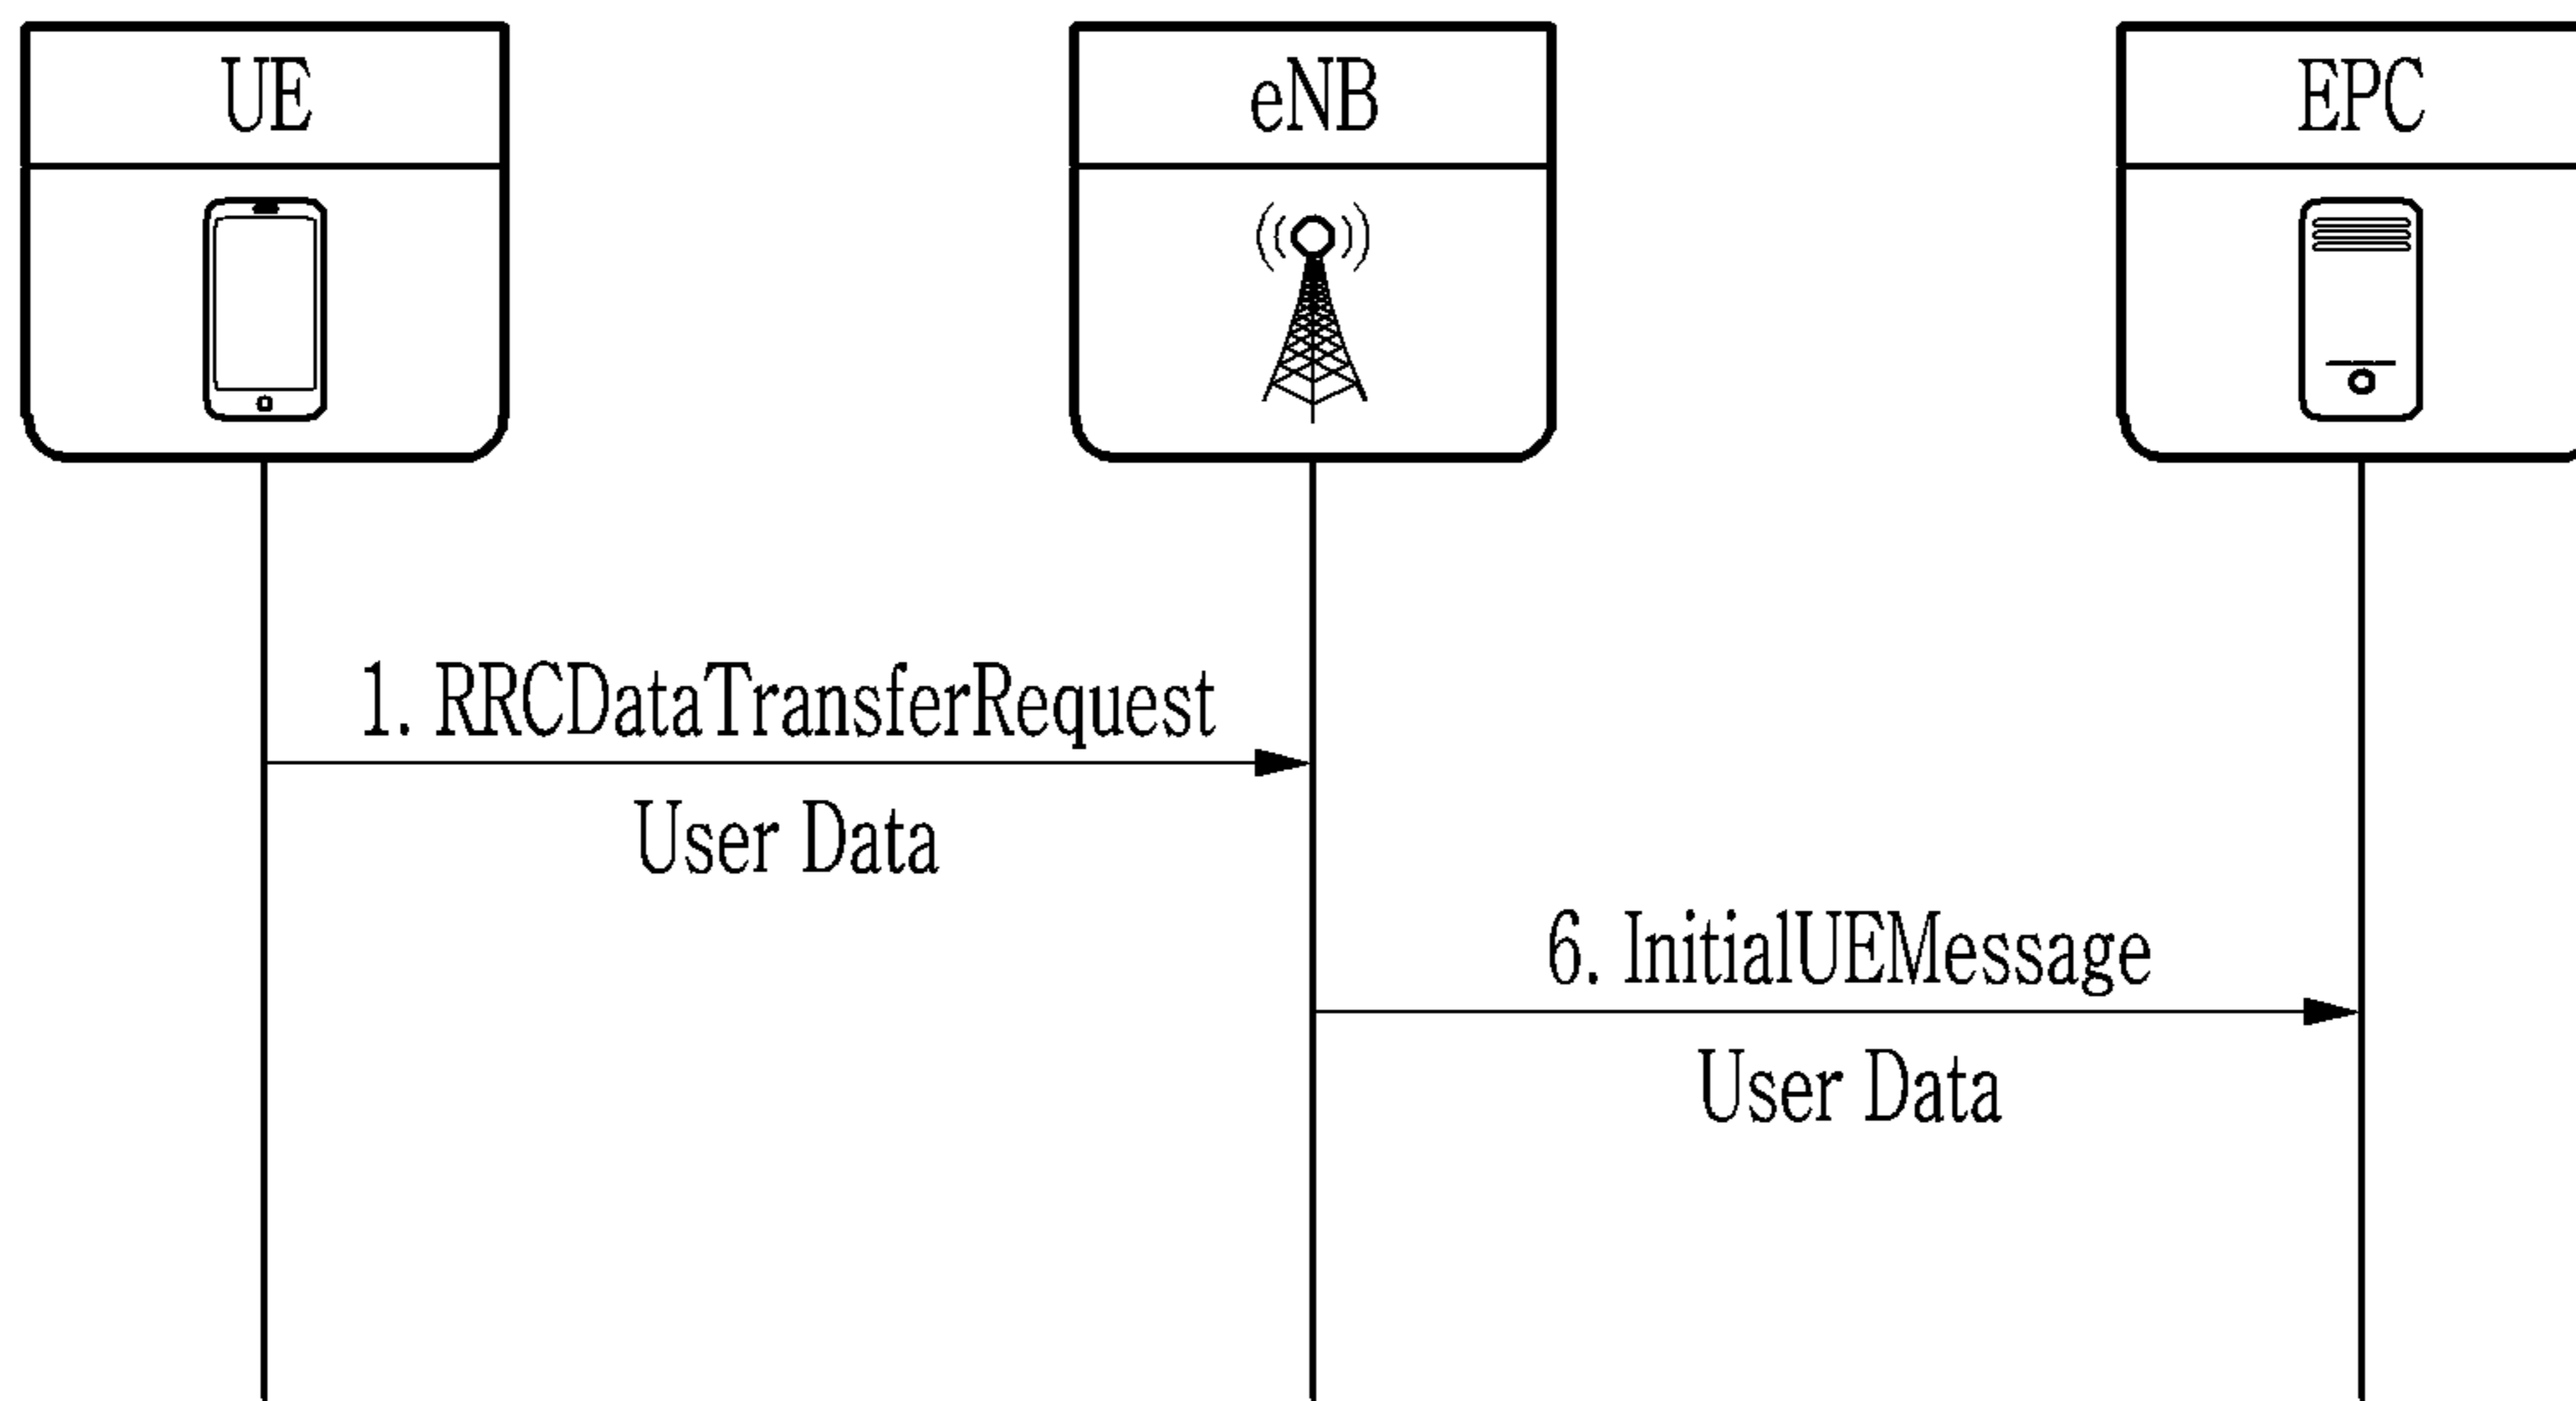 UE
eNB
EPC
1. RRCDataTransferRequest
User Data
6. InitialUEMessage
User Data